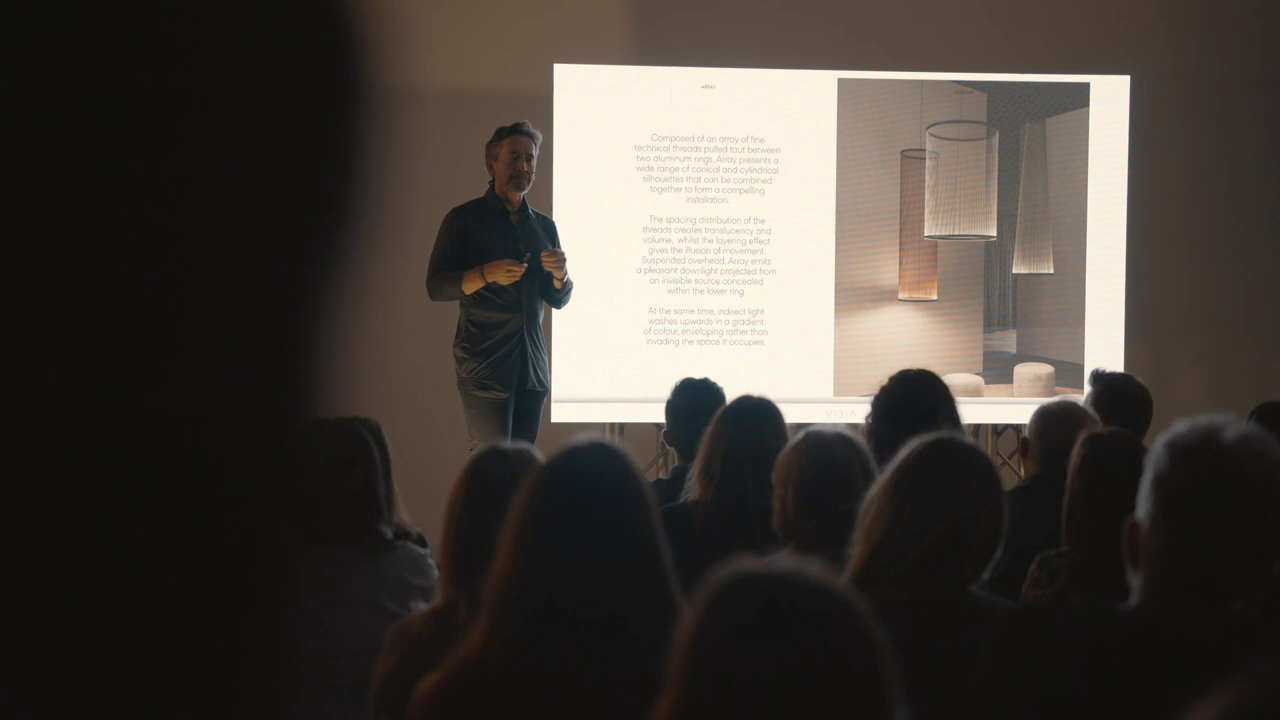 ARRAY
Composed of an array of fine
technical threads pulled taut between
two aluminum rings, Array presents a
wide range of conical and cylindrical
silhouettes that can be combined
together to form a compelling
installation.
The spacing distribution of the
threads creates translucency and
volume, whilst the layering effect
gives the illusion of movement.
Suspended overhead, Array emits
a pleasant downlight projected from
an invisible source concealed
within the lower ring.
At the same time, indirect light
washes upwards in a gradient
of colour, enveloping rather than
invading the space it occupies.